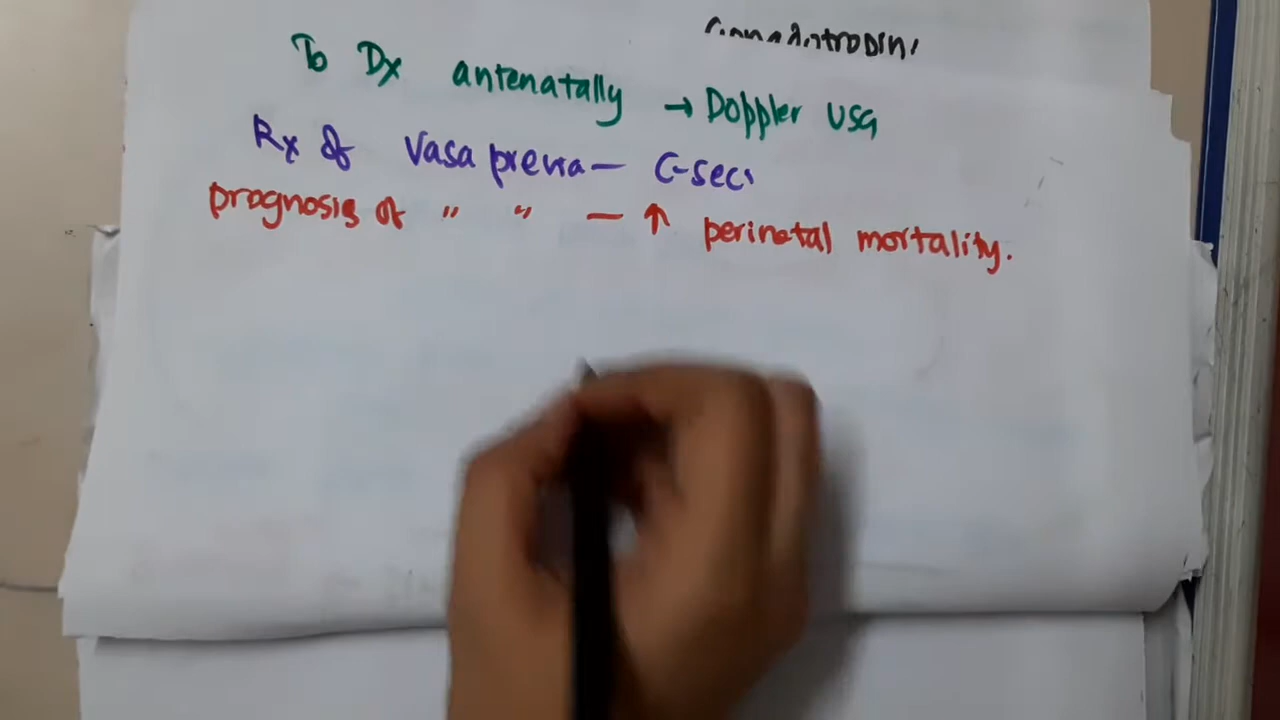 To Dx antenatally → Doppler USG
Rx of Vasa previa — C-sec
prognosis of " " — ↑ perinatal mortality.